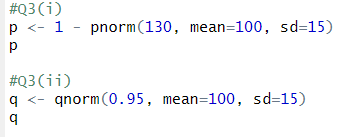 #Q3(i)
p <- 1 - pnorm(130, mean=100, sd=15)
p
#Q3(ii)
q <- qnorm(0.95, mean=100, sd=15)
q